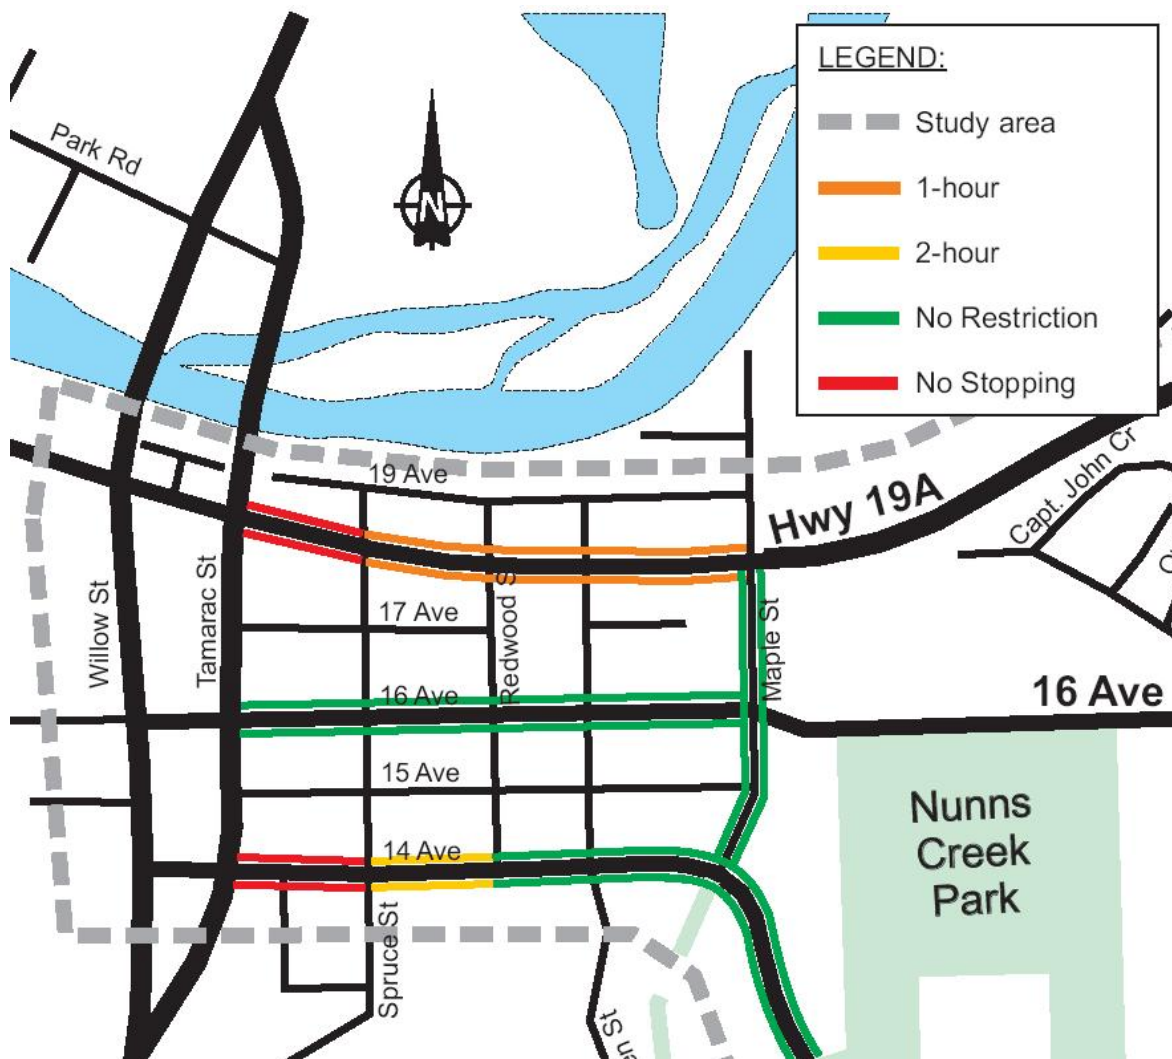 LEGEND:
Study area
1-hour
2-hour
No Restriction
No Stopping
Park Rd
N
19 Ave
Hwy 19A
Capt. John Cr
Willow St
Tamarac St
17 Ave
Redwood S
Maple St
16 Ave
16 Ave
15 Ave
Nunns
Creek
Park
14 Ave
Spruce St
en St